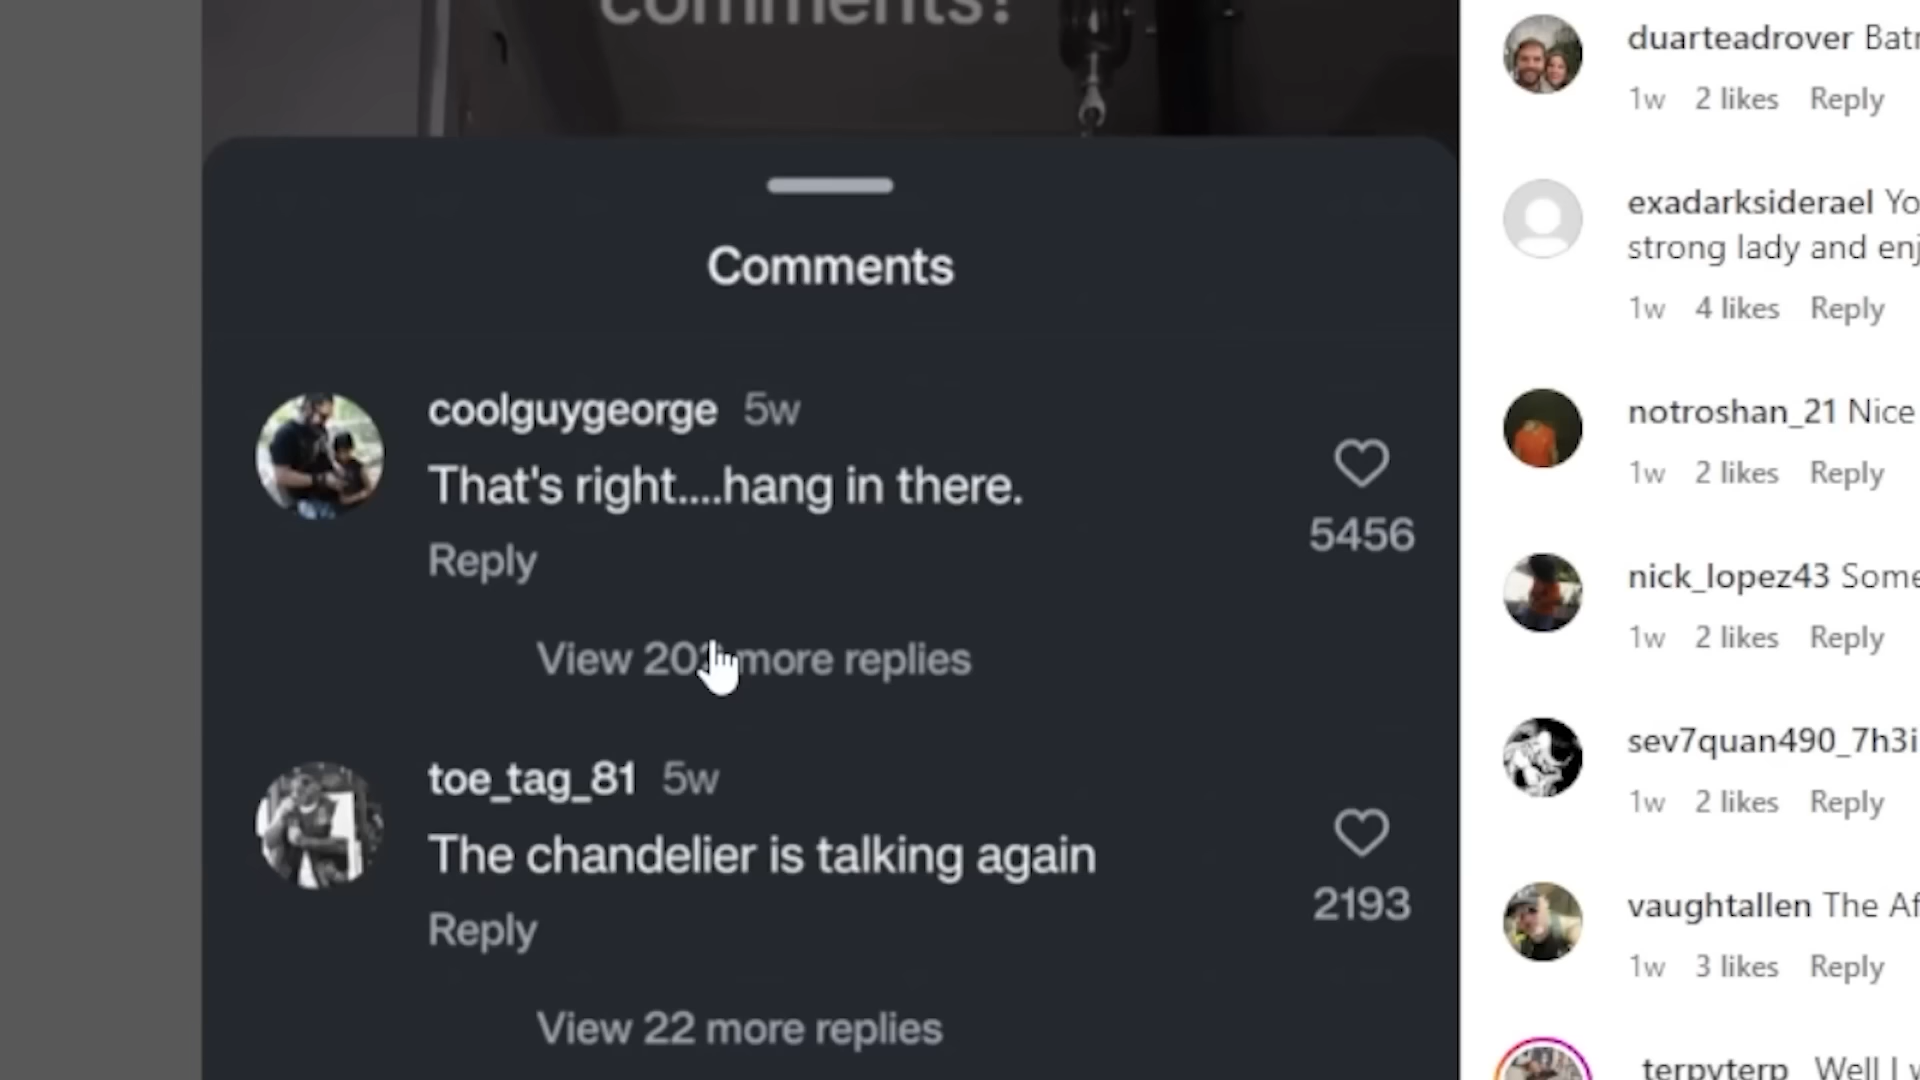 comments?
Comments
coolguygeorge 5w
That's right....hang in there.
Reply
5456
View more replies
toe_tag_81 5w
The chandelier is talking again
Reply
2193
View 22 more replies
duarteadrover
1w 2 likes Reply
exadarksiderael
strong lady and
1w 4 likes Reply
notroshan_21 Nice
1w 2 likes Reply
nick_lopez43
1w 2 likes Reply
1w 2 likes Reply
vaughtallen The
1w 3 likes Reply
Well I